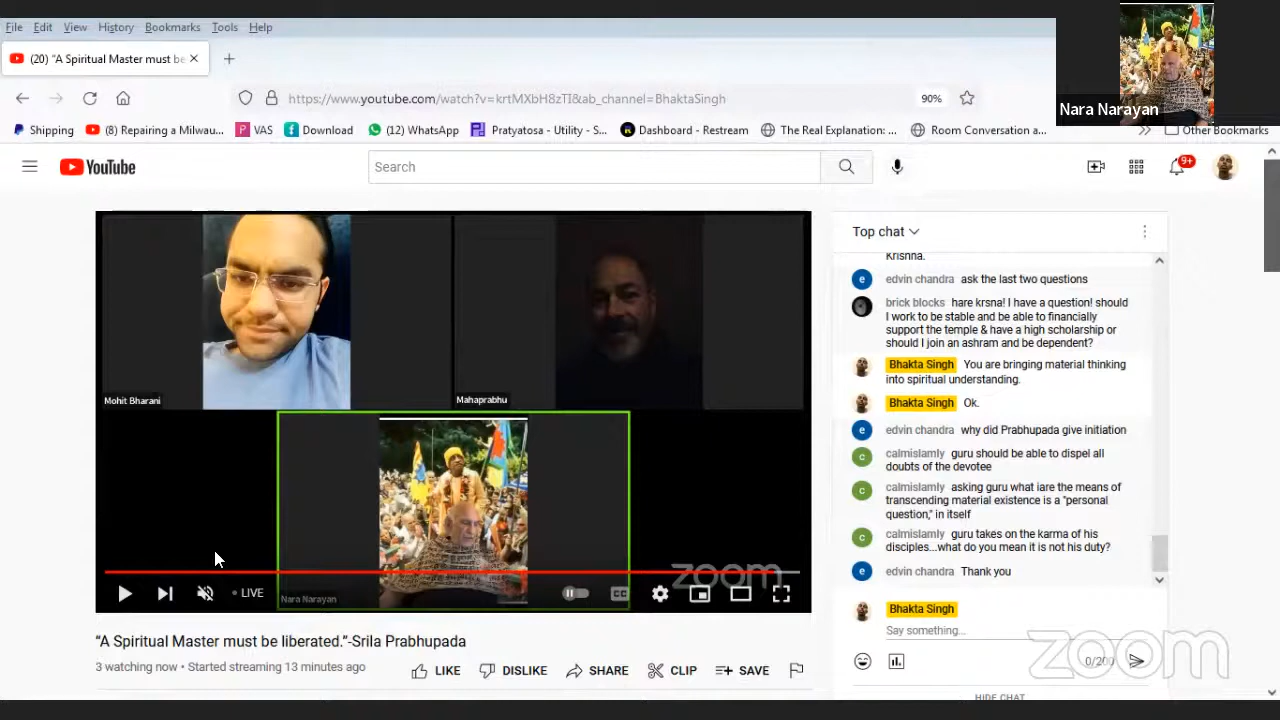 File Edit View History Bookmarks Tools Help
(20) “A Spiritual Master must be
Nara Narayan
https://www.youtube.com/watch?v=krtMXbH8zTI&ab_channel=BhaktaSingh
90%
Shipping (8) Repairing a Milwau... VAS Download (12) WhatsApp Pratyatosa - Utility - S... Dashboard - Restream The Real Explanation: ... Room Conversation a... Other Bookmarks
YouTube
Search
9+
Top chat
Krishna.
edvin chandra ask the last two questions
brick blocks hare krsna! I have a question! should
I work to be stable and be able to financially
support the temple & have a high scholarship or
should I join an ashram and be dependent?
Bhakta Singh You are bringing material thinking
into spiritual understanding.
Bhakta Singh Ok.
edvin chandra why did Prabhupada give initiation
calmislamly guru should be able to dispel all
doubts of the devotee
calmislamly asking guru what iare the means of
transcending material existence is a "personal
question," in itself
calmislamly guru takes on the karma of his
disciples...what do you mean it is not his duty?
edvin chandra Thank you
Bhakta Singh
Say something...
0/200
HIDE CHAT
Mohit Bharani
Mahaprabhu
zoom
LIVE
Nara Narayan
CC
“A Spiritual Master must be liberated.”-Srila Prabhupada
3 watching now • Started streaming 13 minutes ago
LIKE DISLIKE SHARE CLIP SAVE
zoom